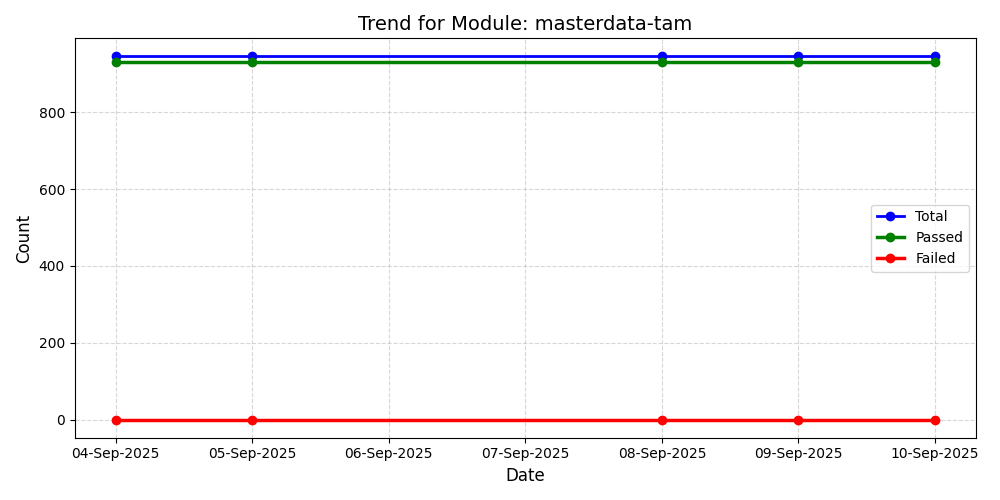 Trend for Module: masterdata-tam
Count
800
600
400
200
0
Total
Passed
Failed
04-Sep-2025 05-Sep-2025 06-Sep-2025 07-Sep-2025 08-Sep-2025 09-Sep-2025 10-Sep-2025
Date